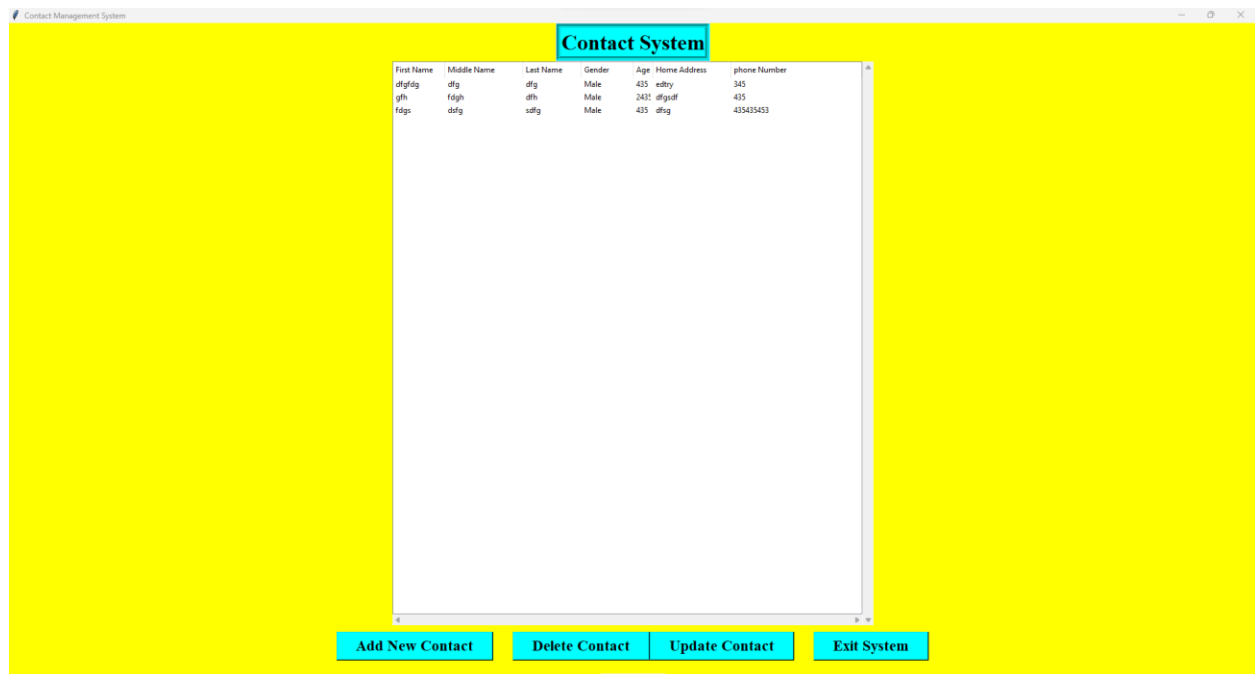 Contact Management System
Contact System
First Name Middle Name Last Name Gender Age Home Address phone Number
dfgfdg dfg dfg Male 435 edtry 345
gfh fdgh dfh Male dfgsdf 435
fdgs dsfg sdfg Male 435 dfsg 435435453
Add New Contact Delete Contact Update Contact Exit System